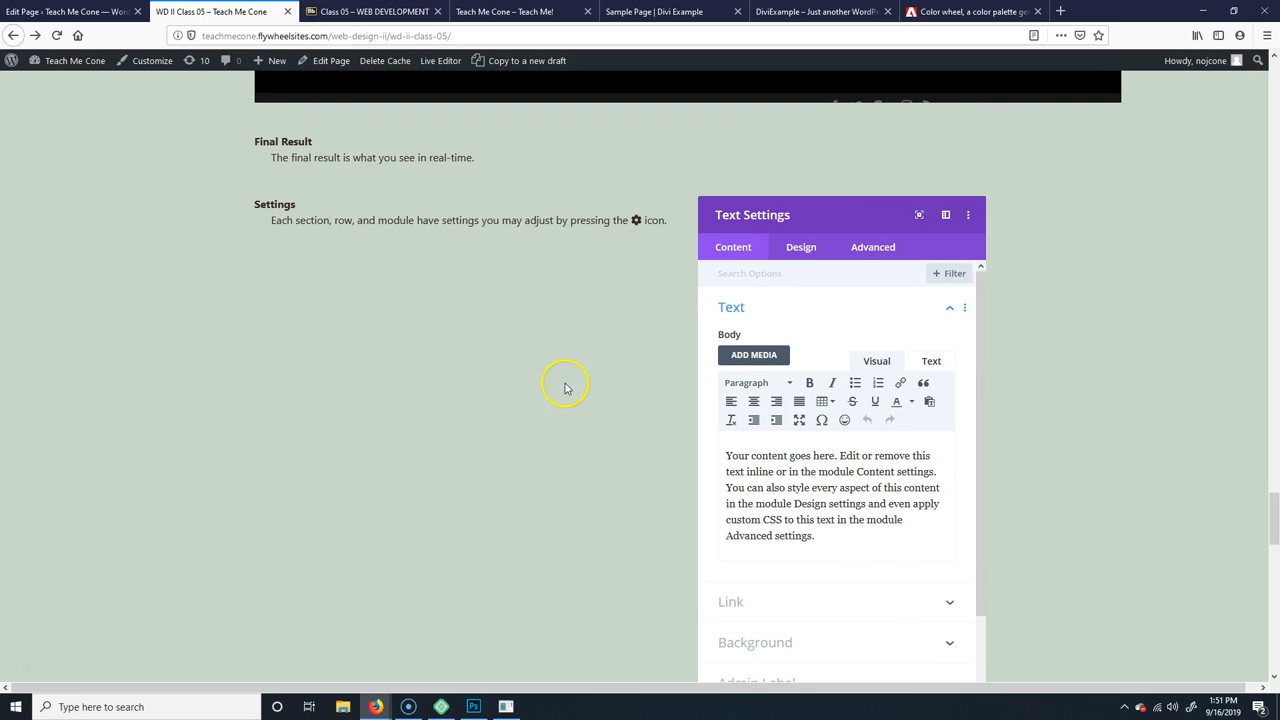 Edit Page ‹ Teach Me Cone — Word
WD II Class 05 – Teach Me Cone
Class 05 – WEB DEVELOPMENT
Teach Me Cone – Teach Me!
Sample Page | Divi Example
DiviExample – Just another WordP
Color wheel, a color palette gen
teachmecone.flywheelsites.com/web-design-ii/wd-ii-class-05/
Teach Me Cone
Customize
10
0
New
Edit Page
Delete Cache
Live Editor
Copy to a new draft
Howdy, nojcone
Final Result
The final result is what you see in real-time.
Settings
Each section, row, and module have settings you may adjust by pressing the icon.
Text Settings
Content
Design
Advanced
Search Options
+ Filter
Text
Body
ADD MEDIA
Visual
Text
Paragraph
Your content goes here. Edit or remove this
text inline or in the module Content settings.
You can also style every aspect of this content
in the module Design settings and even apply
custom CSS to this text in the module
Advanced settings.
Link
Background
Admin Label
Type here to search
1:51 PM
9/16/2019
2